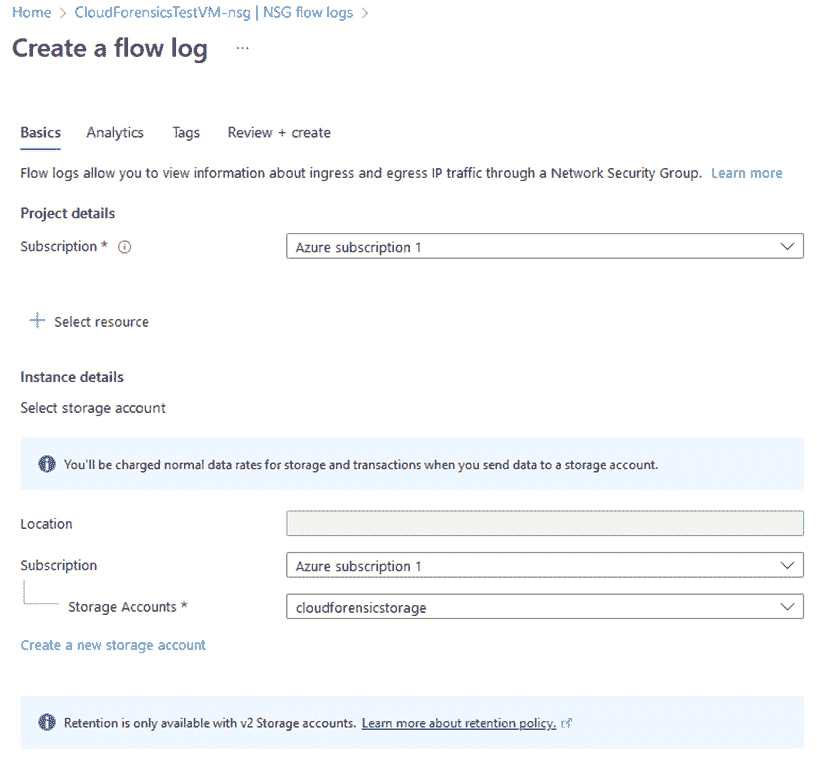 Home > CloudForensicsTestVM-nsg | NSG flow logs >
Create a flow log ...
Basics Analytics Tags Review + create
Flow logs allow you to view information about ingress and egress IP traffic through a Network Security Group. Learn more
Project details
Subscription * Azure subscription 1
+ Select resource
Instance details
Select storage account
You'll be charged normal data rates for storage and transactions when you send data to a storage account.
Location
Subscription Azure subscription 1
Storage Accounts * cloudforensicstorage
Create a new storage account
Retention is only available with v2 Storage accounts. Learn more about retention policy.